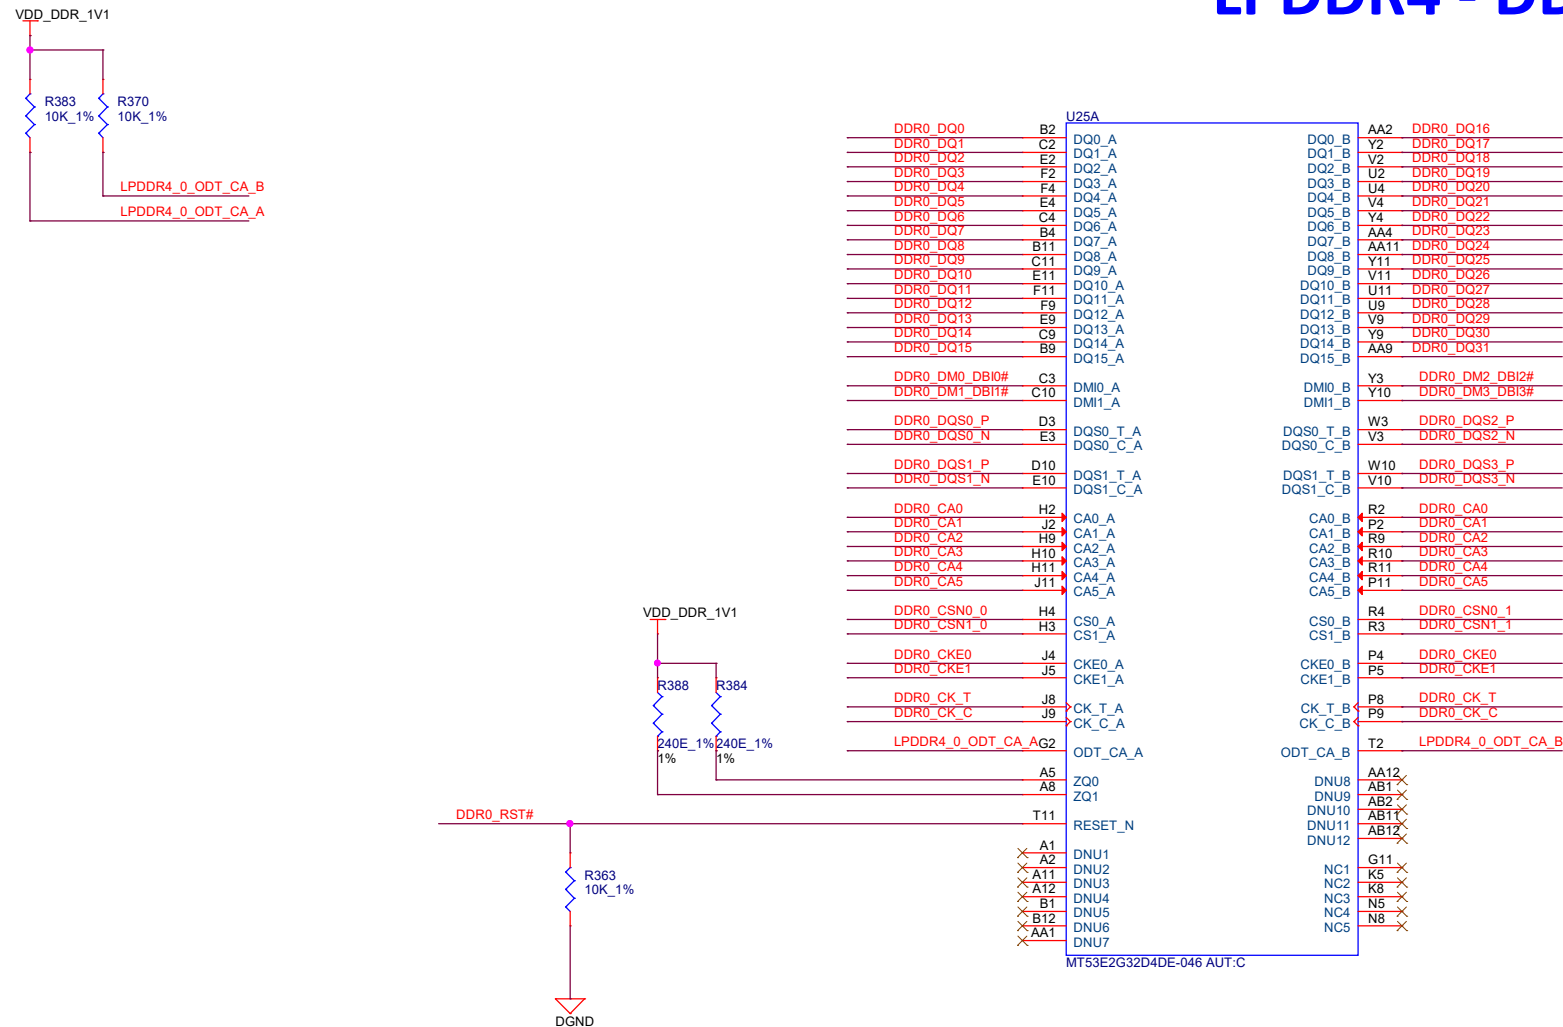 LPDDR4 - DD
VDD_DDR_1V1
R383
10K_1%
R370
10K_1%
LPDDR4_0_ODT_CA_B
LPDDR4_0_ODT_CA_A
U25A
DDR0_DQ0 B2 DQ0_A DQ0_B AA2 DDR0_DQ16
DDR0_DQ1 C2 DQ1_A DQ1_B Y2 DDR0_DQ17
DDR0_DQ2 E2 DQ2_A DQ2_B V2 DDR0_DQ18
DDR0_DQ3 F2 DQ3_A DQ3_B U2 DDR0_DQ19
DDR0_DQ4 F4 DQ4_A DQ4_B U4 DDR0_DQ20
DDR0_DQ5 E4 DQ5_A DQ5_B V4 DDR0_DQ21
DDR0_DQ6 C4 DQ6_A DQ6_B Y4 DDR0_DQ22
DDR0_DQ7 B4 DQ7_A DQ7_B AA4 DDR0_DQ23
DDR0_DQ8 B11 DQ8_A DQ8_B AA11 DDR0_DQ24
DDR0_DQ9 C11 DQ9_A DQ9_B Y11 DDR0_DQ25
DDR0_DQ10 E11 DQ10_A DQ10_B V11 DDR0_DQ26
DDR0_DQ11 F11 DQ11_A DQ11_B U11 DDR0_DQ27
DDR0_DQ12 F9 DQ12_A DQ12_B U9 DDR0_DQ28
DDR0_DQ13 E9 DQ13_A DQ13_B V9 DDR0_DQ29
DDR0_DQ14 C9 DQ14_A DQ14_B Y9 DDR0_DQ30
DDR0_DQ15 B9 DQ15_A DQ15_B AA9 DDR0_DQ31
DDR0_DM0_DBI0# C3 DMI0_A DMI0_B Y3 DDR0_DM2_DBI2#
DDR0_DM1_DBI1# C10 DMI1_A DMI1_B Y10 DDR0_DM3_DBI3#
DDR0_DQS0_P D3 DQS0_T_A DQS0_T_B W3 DDR0_DQS2_P
DDR0_DQS0_N E3 DQS0_C_A DQS0_C_B V3 DDR0_DQS2_N
DDR0_DQS1_P D10 DQS1_T_A DQS1_T_B W10 DDR0_DQS3_P
DDR0_DQS1_N E10 DQS1_C_A DQS1_C_B V10 DDR0_DQS3_N
DDR0_CA0 H2 CA0_A CA0_B R2 DDR0_CA0
DDR0_CA1 J2 CA1_A CA1_B P2 DDR0_CA1
DDR0_CA2 H9 CA2_A CA2_B R9 DDR0_CA2
DDR0_CA3 H10 CA3_A CA3_B R10 DDR0_CA3
DDR0_CA4 H11 CA4_A CA4_B R11 DDR0_CA4
DDR0_CA5 J11 CA5_A CA5_B P11 DDR0_CA5
DDR0_CSN0_0 H4 CS0_A CS0_B R4 DDR0_CSN0_1
DDR0_CSN1_0 H3 CS1_A CS1_B R3 DDR0_CSN1_1
DDR0_CKE0 J4 CKE0_A CKE0_B P4 DDR0_CKE0
DDR0_CKE1 J5 CKE1_A CKE1_B P5 DDR0_CKE1
DDR0_CK_T J8 CK_T_A CK_T_B P8 DDR0_CK_T
DDR0_CK_C J9 CK_C_A CK_C_B P9 DDR0_CK_C
LPDDR4_0_ODT_CA_A G2 ODT_CA_A ODT_CA_B T2 LPDDR4_0_ODT_CA_B
VDD_DDR_1V1
R388
240E_1%
1%
R384
240E_1%
1%
A5 ZQ0
A8 ZQ1
DDR0_RST# T11 RESET_N
R363
10K_1%
DGND
A1 DNU1
A2 DNU2
A11 DNU3
A12 DNU4
B1 DNU5
B12 DNU6
AA1 DNU7
DNU8 AA12
DNU9 AB1
DNU10 AB2
DNU11 AB11
DNU12 AB12
NC1 G11
NC2 K5
NC3 K8
NC4 N5
NC5 N8
MT53E2G32D4DE-046 AUT:C